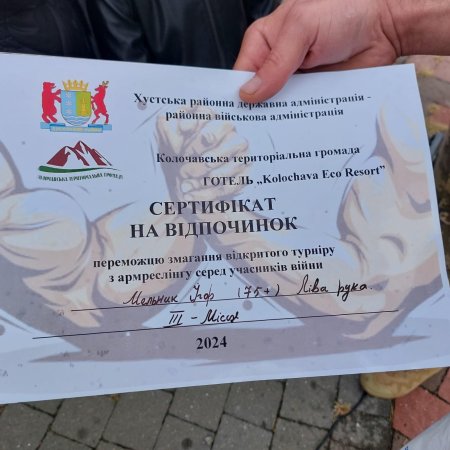 Хустська районна державна адміністрація -
районна військова адміністрація
Колочавська територіальна громада
ГОТЕЛЬ „Kolochava Eco Resort”
СЕРТИФІКАТ
НА ВІДПОЧИНОК
переможцю змагання відкритого турніру
з армреслінгу серед учасників війни
Мельник Ігор (75+) Ліва рука.
III - Місце
2024